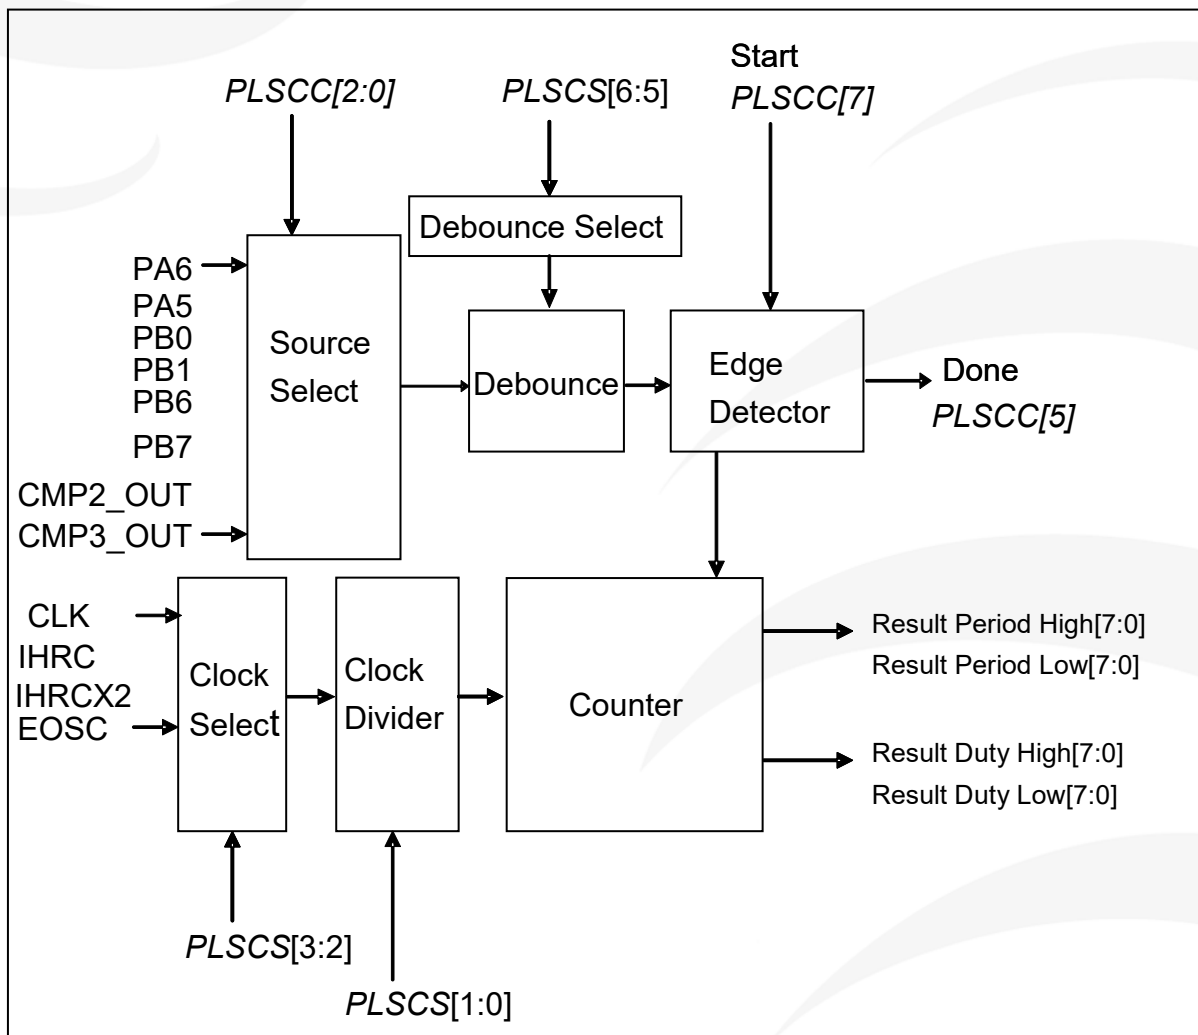 Start
PLSCC[2:0]
PLSCS[6:5]
PLSCC[7]
Debounce Select
PA6
PA5
PB0
PB1
PB6
PB7
CMP2_OUT
CMP3_OUT
Source
Select
Debounce
Edge
Detector
Done
PLSCC[5]
CLK
IHRC
IHRCX2
EOSC
Clock
Select
Clock
Divider
Counter
Result Period High[7:0]
Result Period Low[7:0]
Result Duty High[7:0]
Result Duty Low[7:0]
PLSCS[3:2]
PLSCS[1:0]